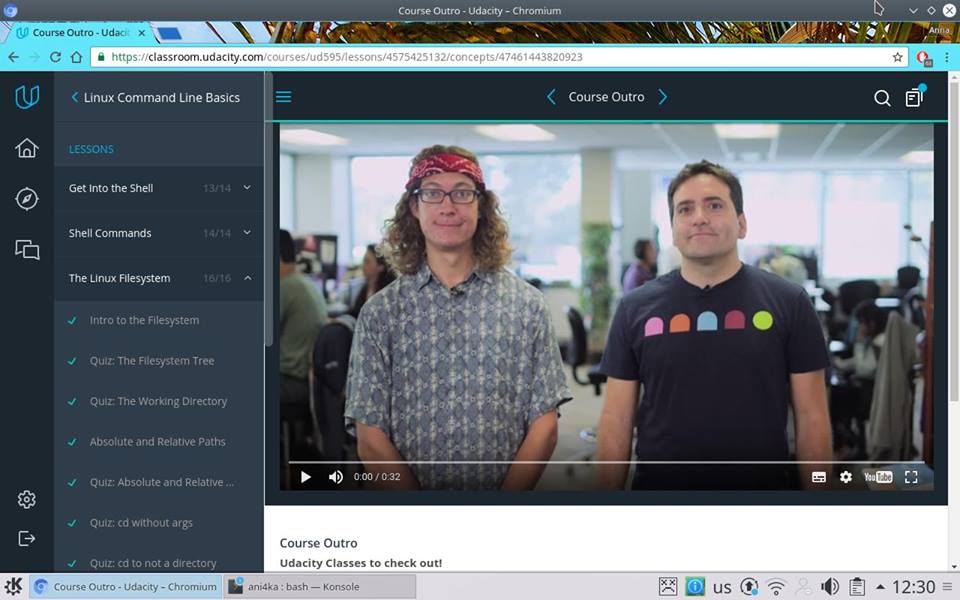 Course Outro - Udacity – Chromium
Course Outro - Udaci
Anna
https://classroom.udacity.com/courses/ud595/lessons/4575425132/concepts/47461443820923
Linux Command Line Basics
Course Outro
LESSONS
Get Into the Shell 13/14
Shell Commands 14/14
The Linux Filesystem 16/16
Intro to the Filesystem
Quiz: The Filesystem Tree
Quiz: The Working Directory
Absolute and Relative Paths
Quiz: Absolute and Relative ...
Quiz: cd without args
Quiz: cd to not a directory
0:00 / 0:32
YouTube
Course Outro
Udacity Classes to check out!
Course Outro - Udacity – Chromium
ani4ka : bash — Konsole
us
12:30